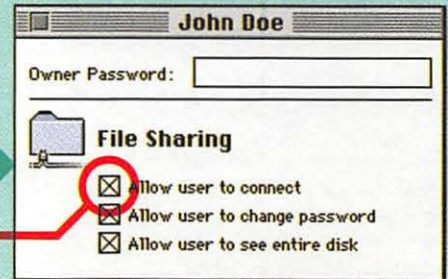 John Doe
Owner Password:
File Sharing
Allow user to connect
Allow user to change password
Allow user to see entire disk